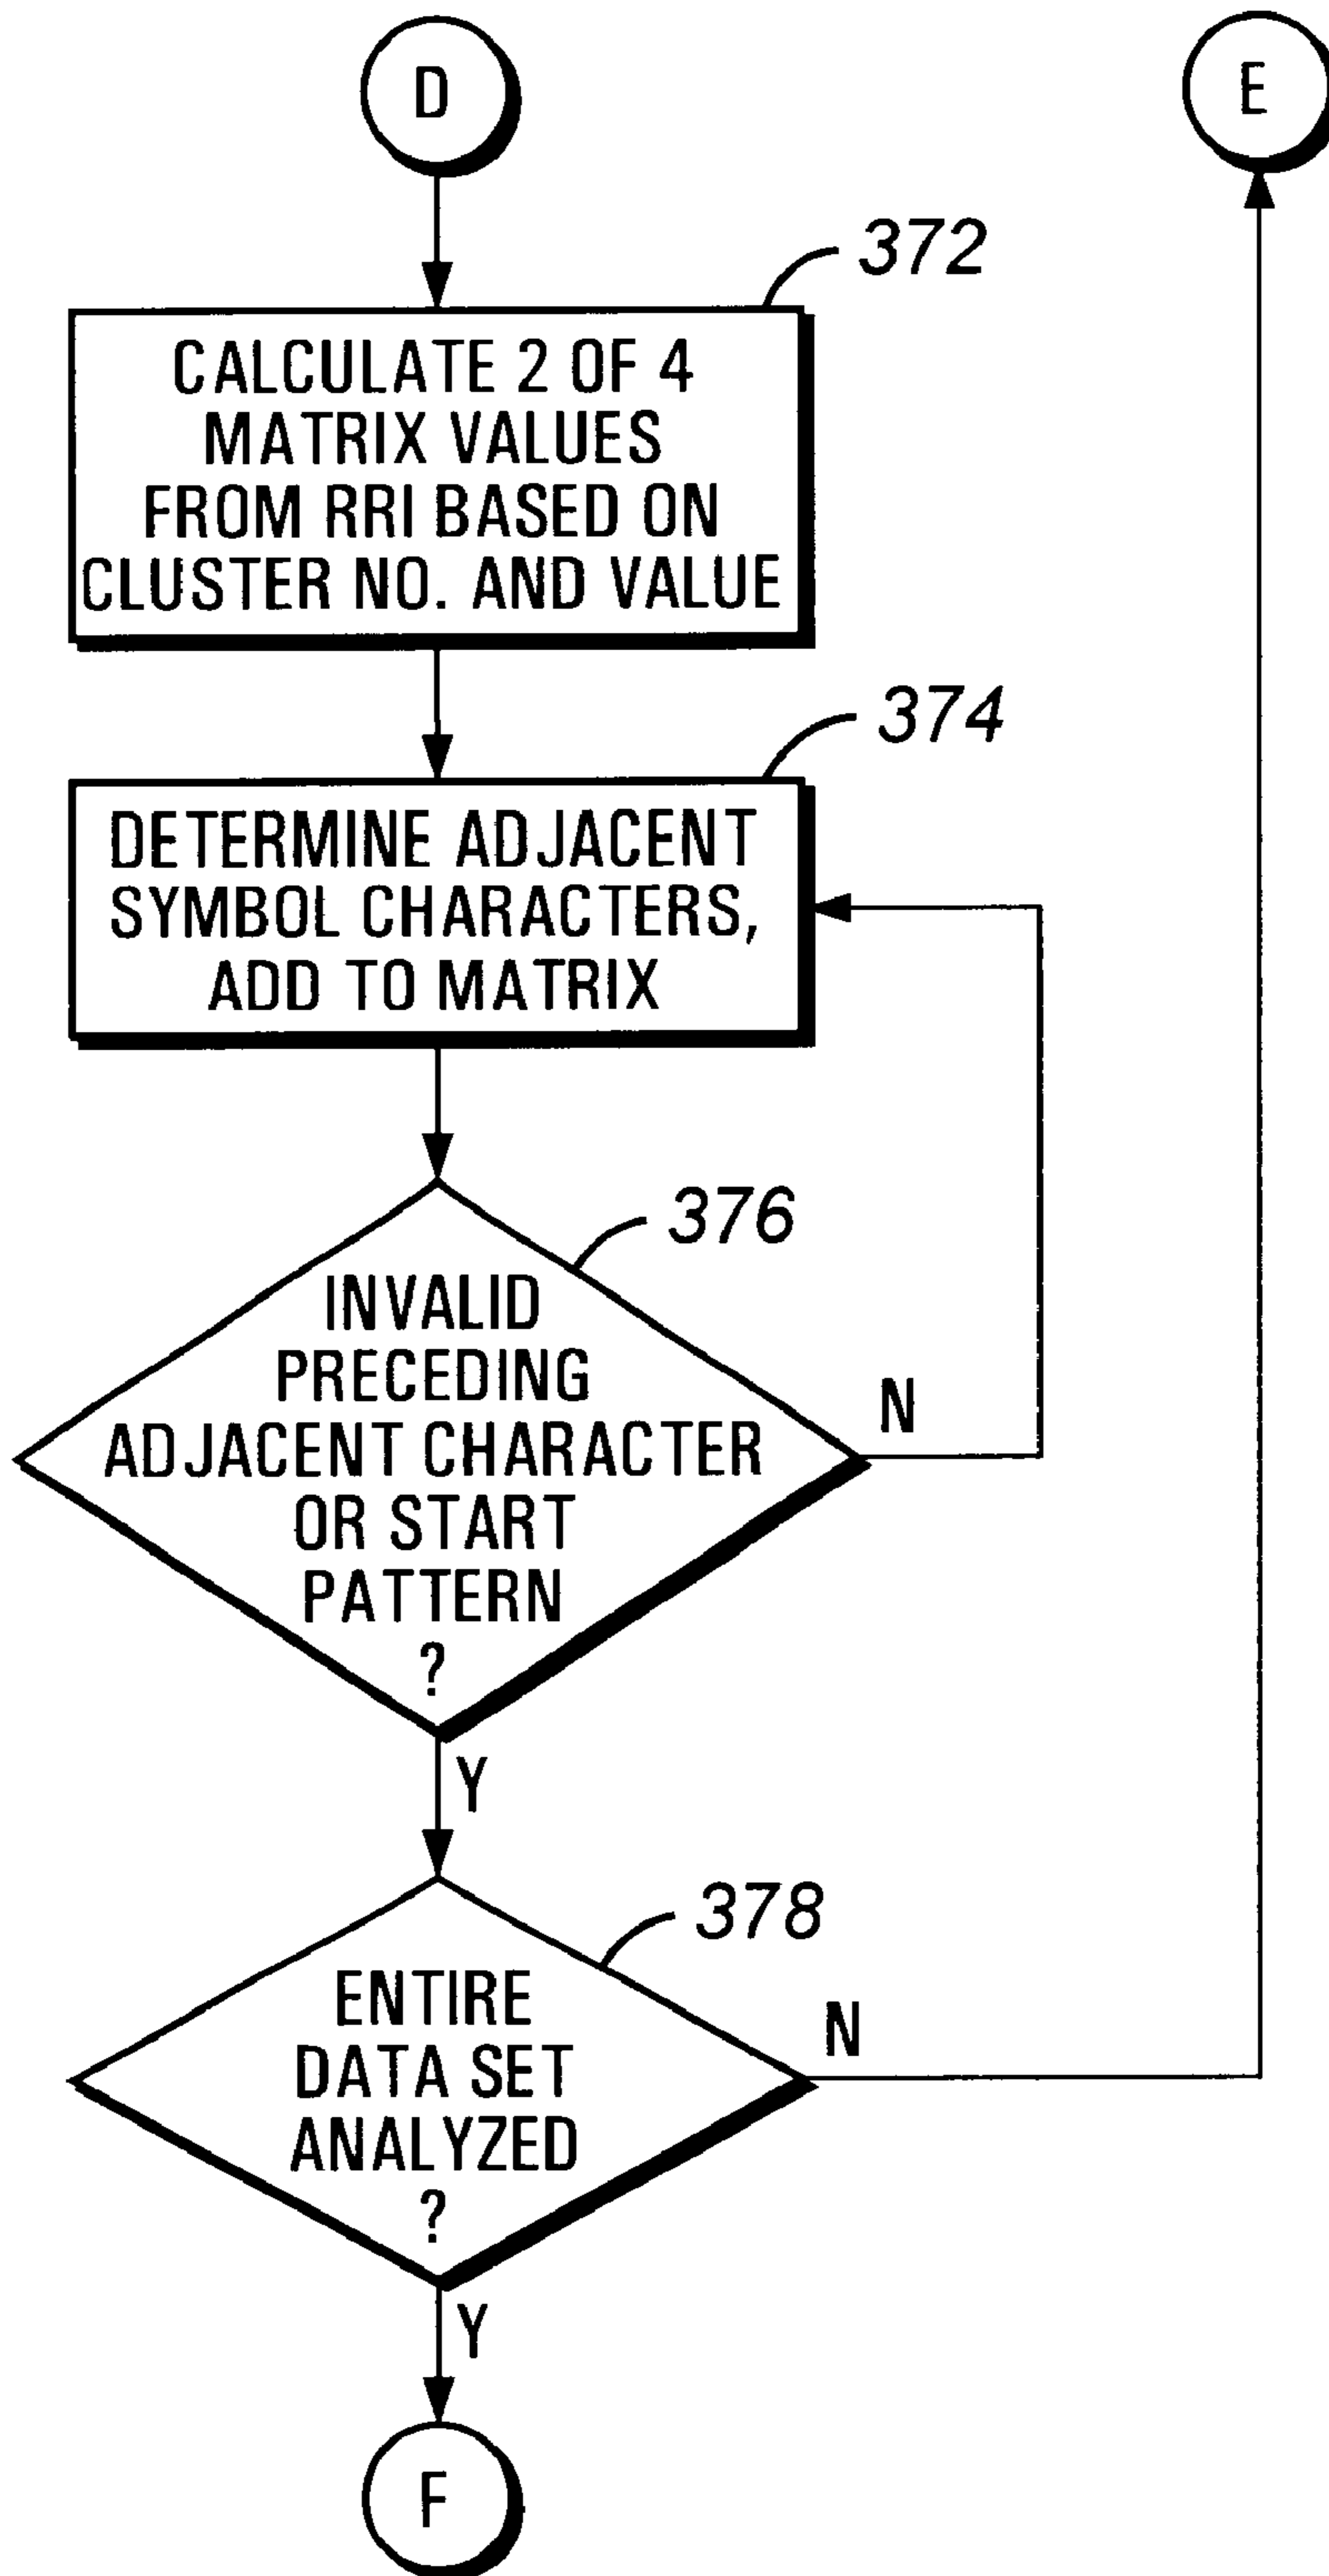 D
E
372
CALCULATE 2 OF 4
MATRIX VALUES
FROM RRI BASED ON
CLUSTER NO. AND VALUE
374
DETERMINE ADJACENT
SYMBOL CHARACTERS,
ADD TO MATRIX
376
INVALID
PRECEDING
ADJACENT CHARACTER
OR START
PATTERN
?
N
Y
378
ENTIRE
DATA SET
ANALYZED
?
N
Y
F